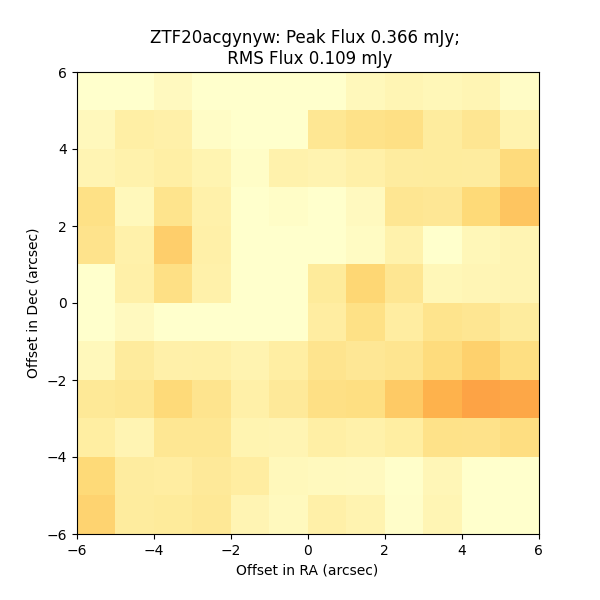 ZTF20acgynyw: Peak Flux 0.366 mJy;
RMS Flux 0.109 mJy
6
4
2
0
−2
−4
−6
Offset in Dec (arcsec)
−6 −4 −2 0 2 4 6
Offset in RA (arcsec)